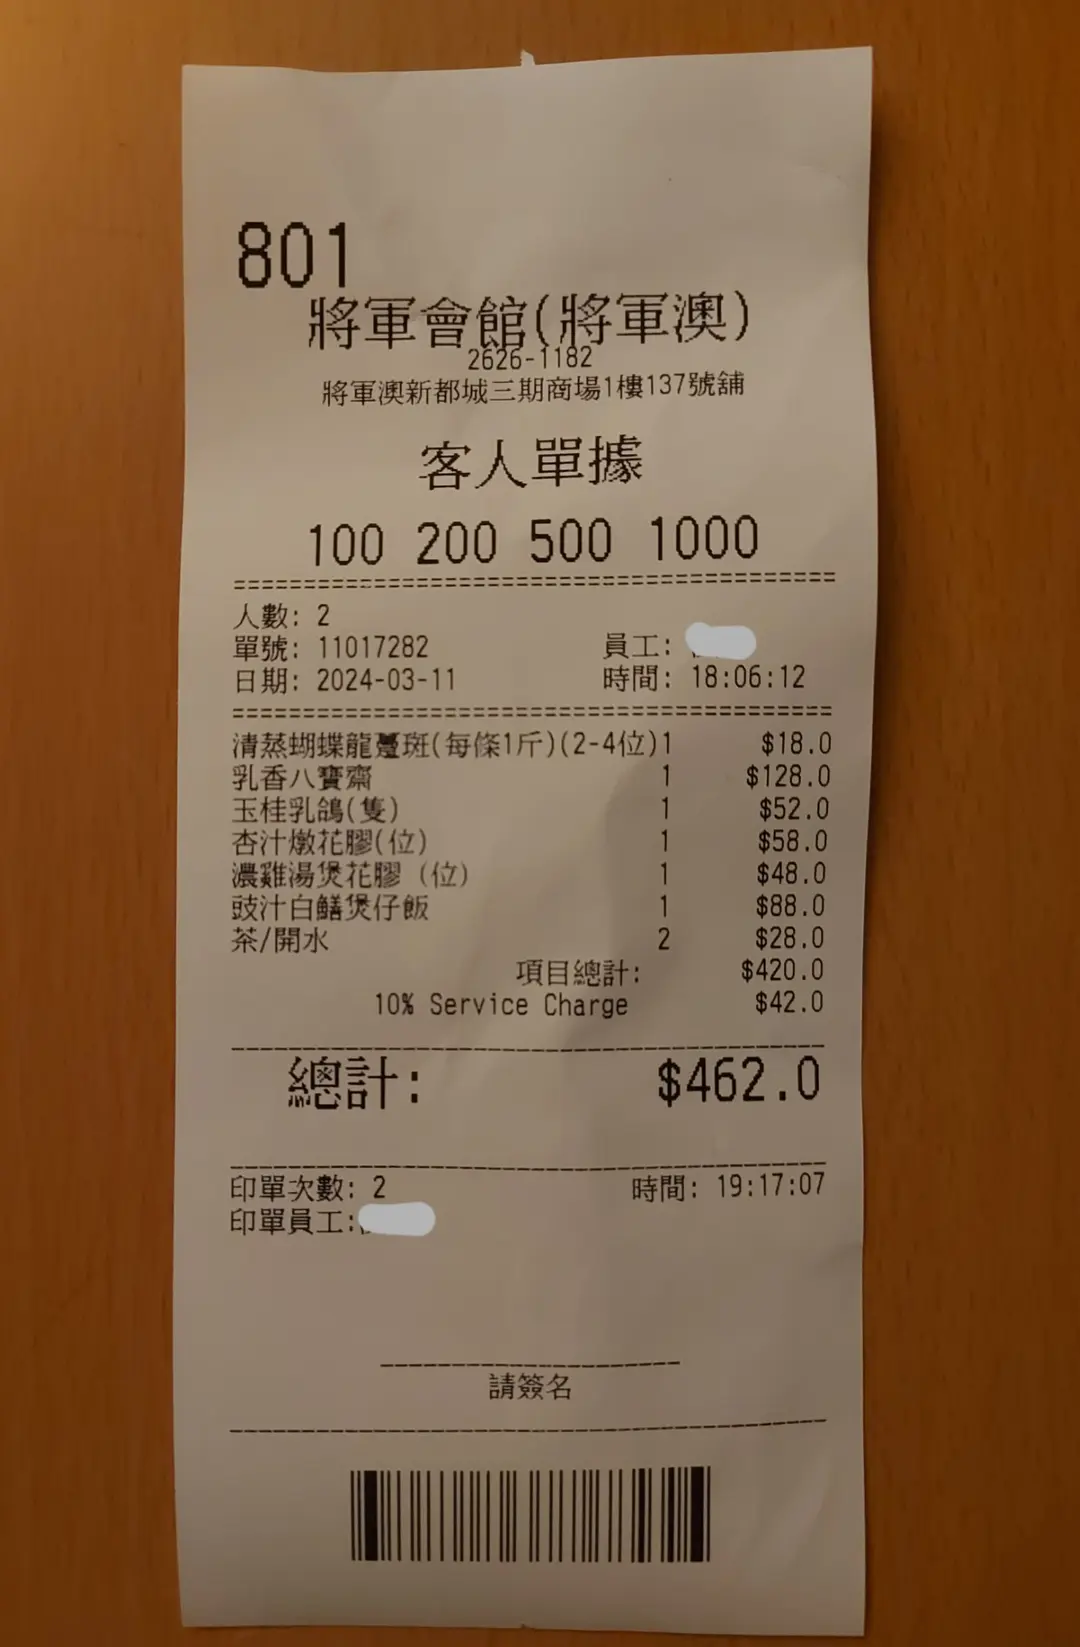 801
將軍會館(將軍澳)
2626-1182
將軍澳新都城三期商場1樓137號舖
客人單據
100 200 500 1000
人數: 2
單號: 11017282 員工:
日期: 2024-03-11 時間: 18:06:12
清蒸蝴蝶龍躉斑(每條1斤)(2-4位)1 $18.0
乳香八寶齋 1 $128.0
玉桂乳鴿(隻) 1 $52.0
杏汁燉花膠(位) 1 $58.0
濃雞湯煲花膠 (位) 1 $48.0
豉汁白鱔煲仔飯 1 $88.0
茶/開水 2 $28.0
項目總計: $420.0
10% Service Charge $42.0
總計: $462.0
印單次數: 2 時間: 19:17:07
印單員工:
請簽名